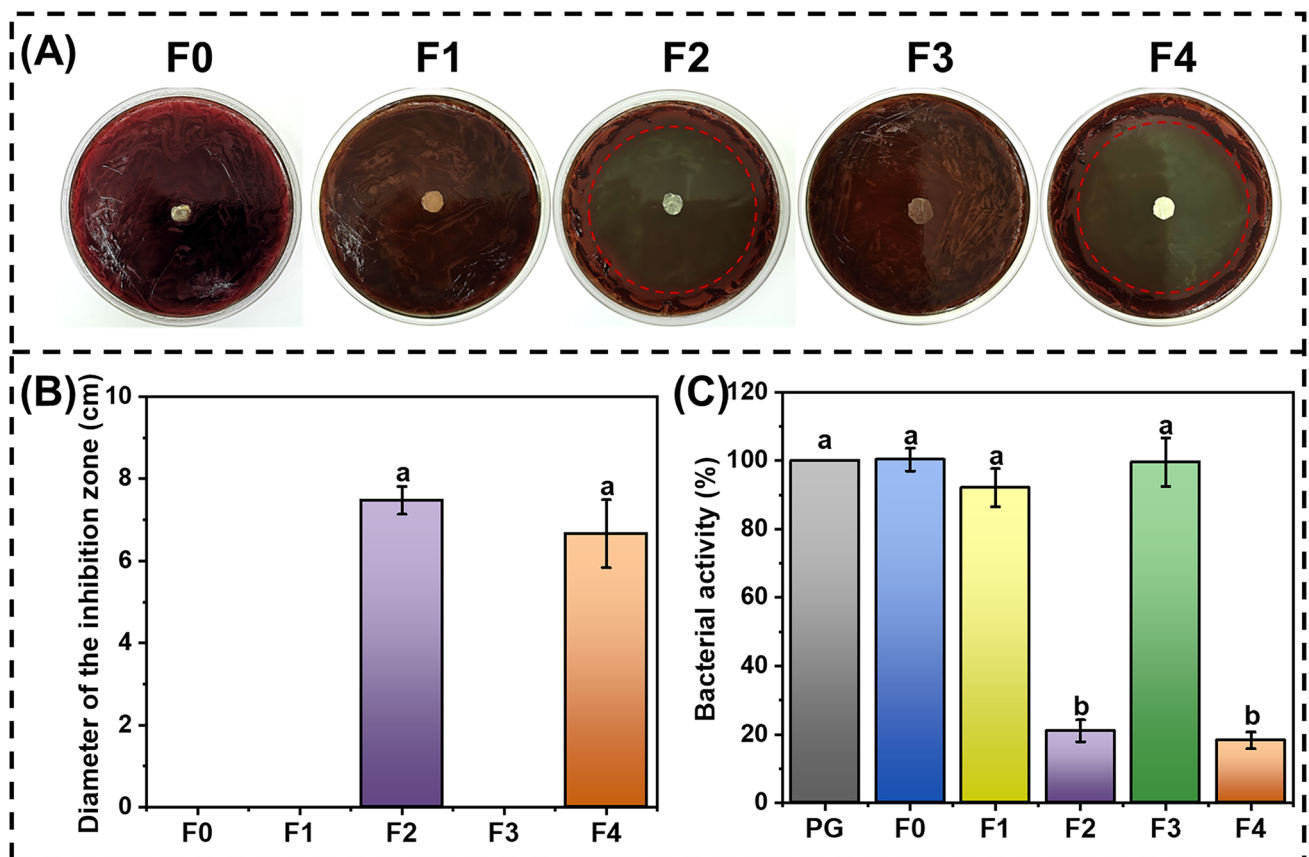 (A)
F0 F1 F2 F3 F4
(B)
Diameter of the inhibition zone (cm)
10
8
6
4
2
0
a a
F0 F1 F2 F3 F4
(C)
Bacterial activity (%)
120
100
80
60
40
20
0
a a a b a b
PG F0 F1 F2 F3 F4